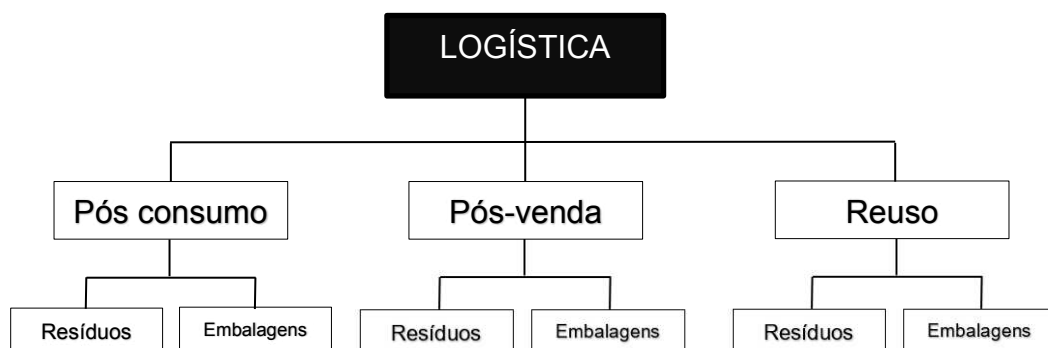 LOGÍSTICA
Pós consumo
Pós-venda
Reuso
Resíduos
Embalagens
Resíduos
Embalagens
Resíduos
Embalagens